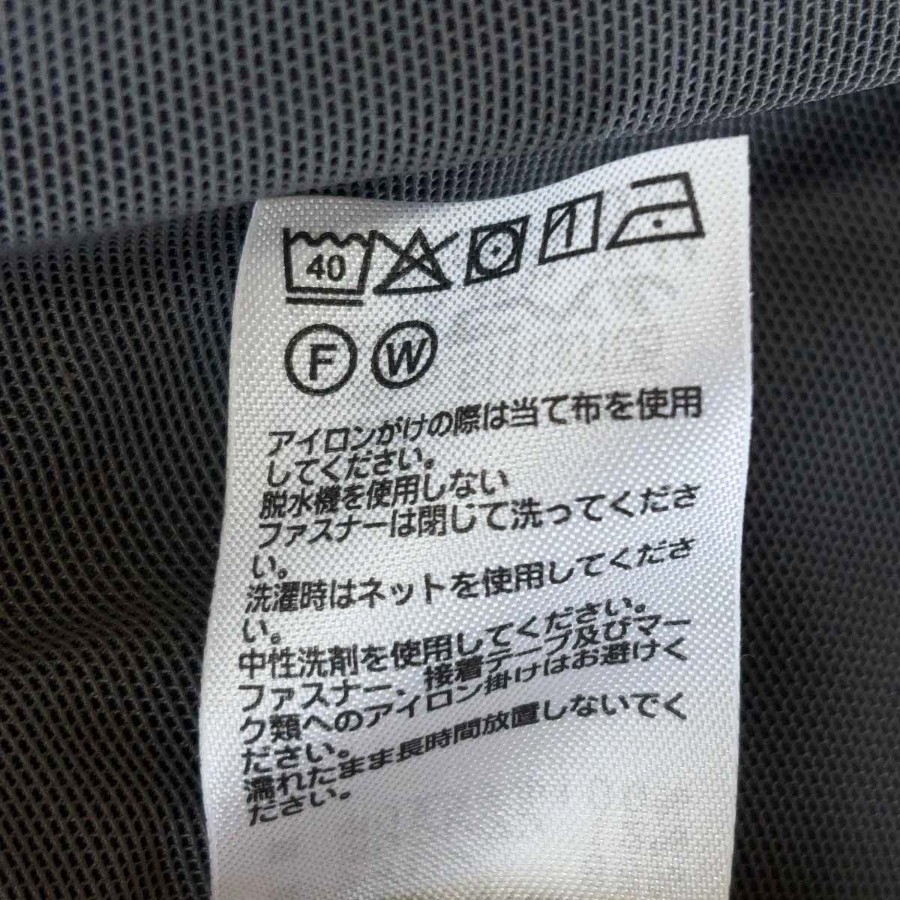 40
F W
アイロンがけの際は当て布を使用
してください。
脱水機を使用しない
ファスナーは閉じて洗ってくださ
い。
洗濯時はネットを使用してくださ
い。
中性洗剤を使用してください。
ファスナー、接着テープ及びマー
ク類へのアイロン掛けはお避けく
ださい。
濡れたまま長時間放置しないでく
ださい。